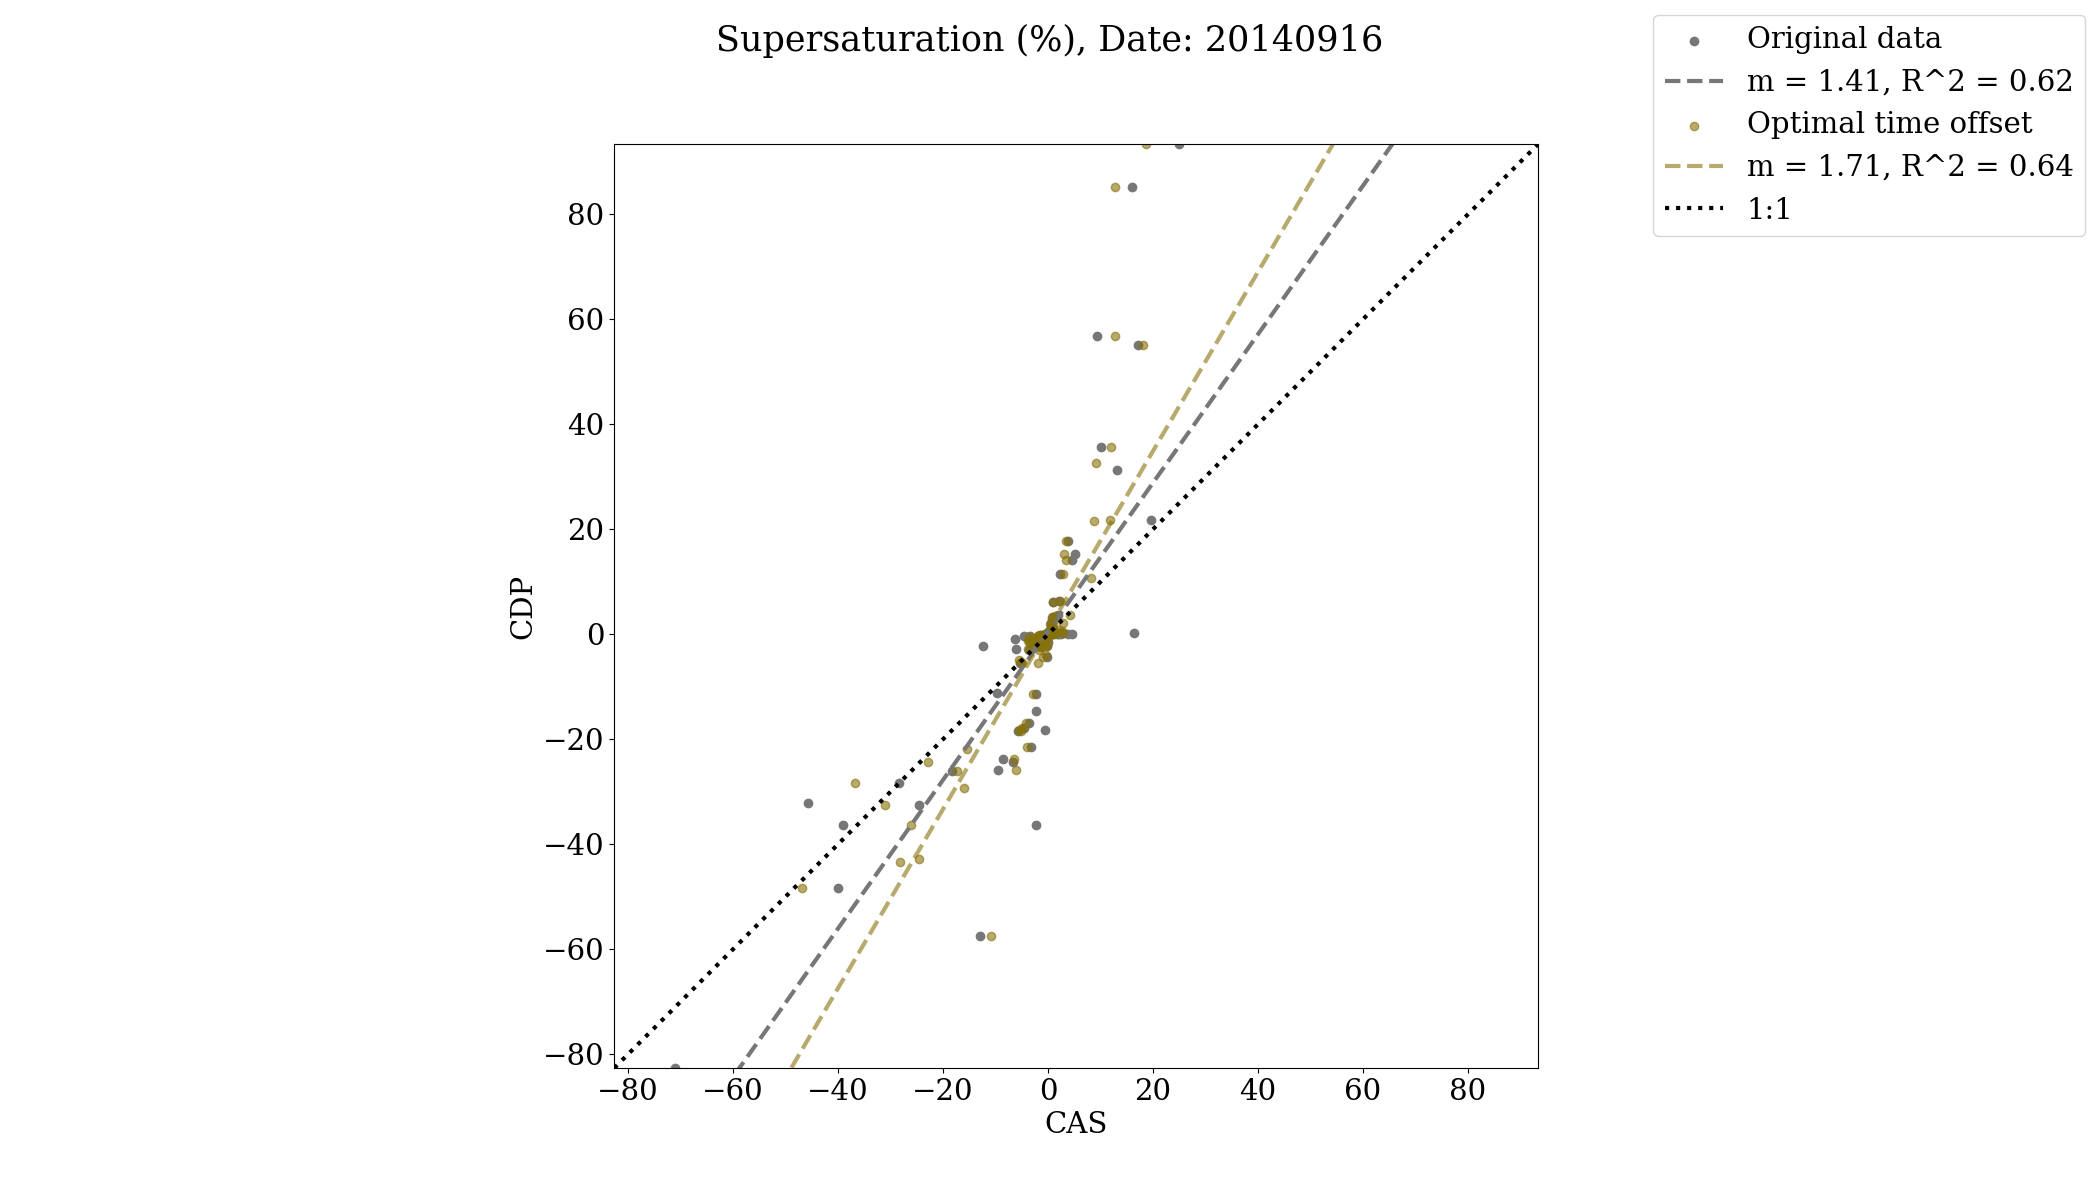 Supersaturation (%), Date: 20140916
Original data
m = 1.41, R^2 = 0.62
Optimal time offset
m = 1.71, R^2 = 0.64
1:1
80
60
40
20
0
−20
−40
−60
−80
CDP
−80 −60 −40 −20 0 20 40 60 80
CAS